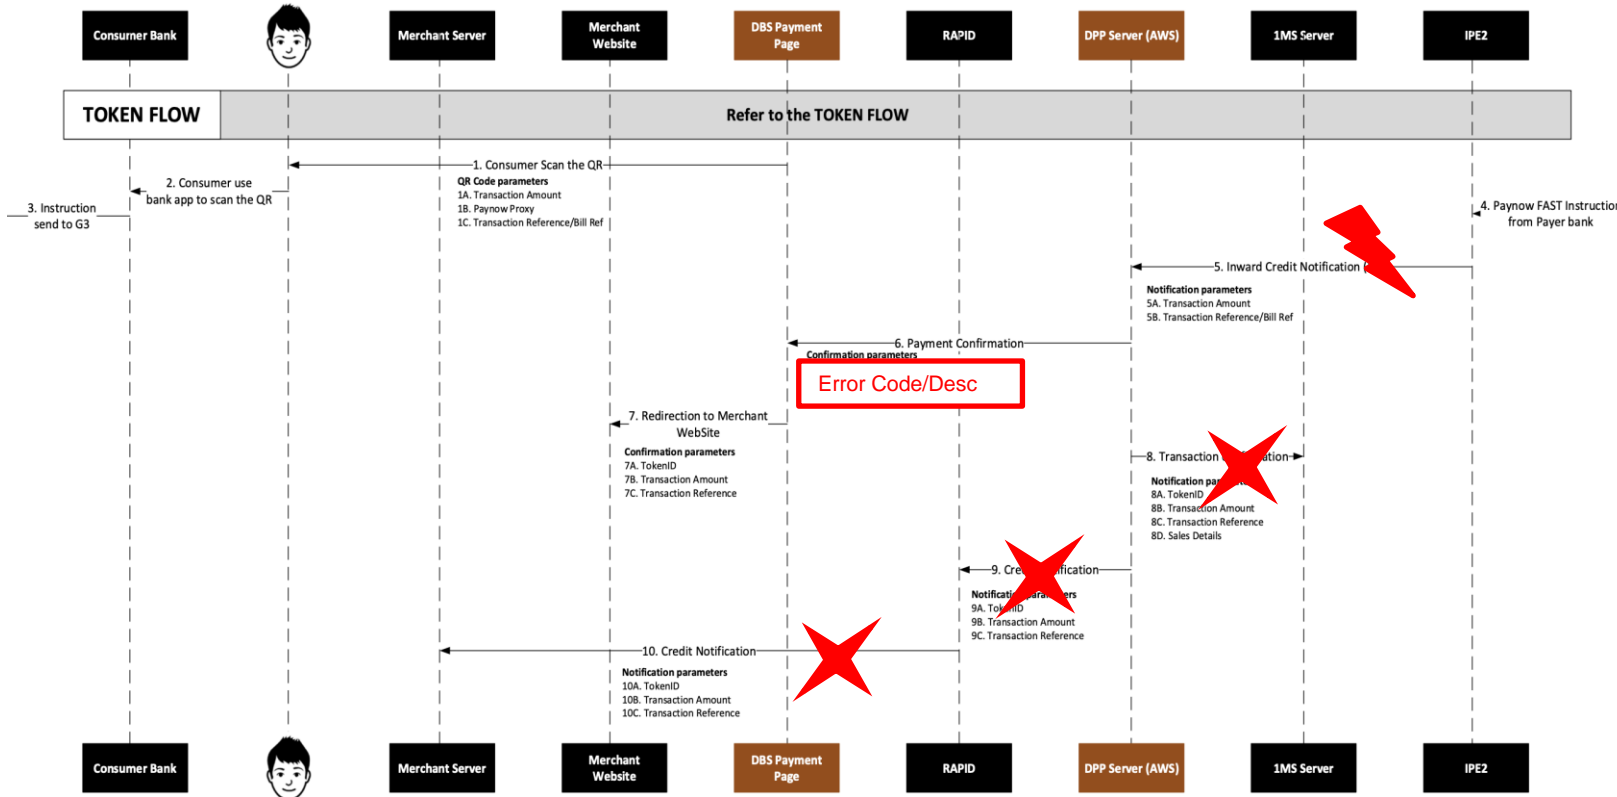 Consumer Bank
Merchant Server
Merchant
Website
DBS Payment
Page
RAPID
DPP Server (AWS)
1MS Server
IPE2
TOKEN FLOW
Refer to the TOKEN FLOW
1. Consumer Scan the QR
QR Code parameters
1A. Transaction Amount
1B. Paynow Proxy
1C. Transaction Reference/Bill Ref
2. Consumer use
bank app to scan the QR
3. Instruction
send to G3
4. Paynow FAST Instruction
from Payer bank
5. Inward Credit Notification (
Notification parameters
5A. Transaction Amount
5B. Transaction Reference/Bill Ref
6. Payment Confirmation
Confirmation parameters
Error Code/Desc
7. Redirection to Merchant
WebSite
Confirmation parameters
7A. TokenID
7B. Transaction Amount
7C. Transaction Reference
8. Transaction
Notification
8A. TokenID
8B. Transaction Amount
8C. Transaction Reference
8D. Sales Details
9.
9A. TokenID
9B. Transaction Amount
9C. Transaction Reference
10. Credit Notification
Notification parameters
10A. TokenID
10B. Transaction Amount
10C. Transaction Reference
Consumer Bank
Merchant Server
Merchant
Website
DBS Payment
Page
RAPID
DPP Server (AWS)
1MS Server
IPE2